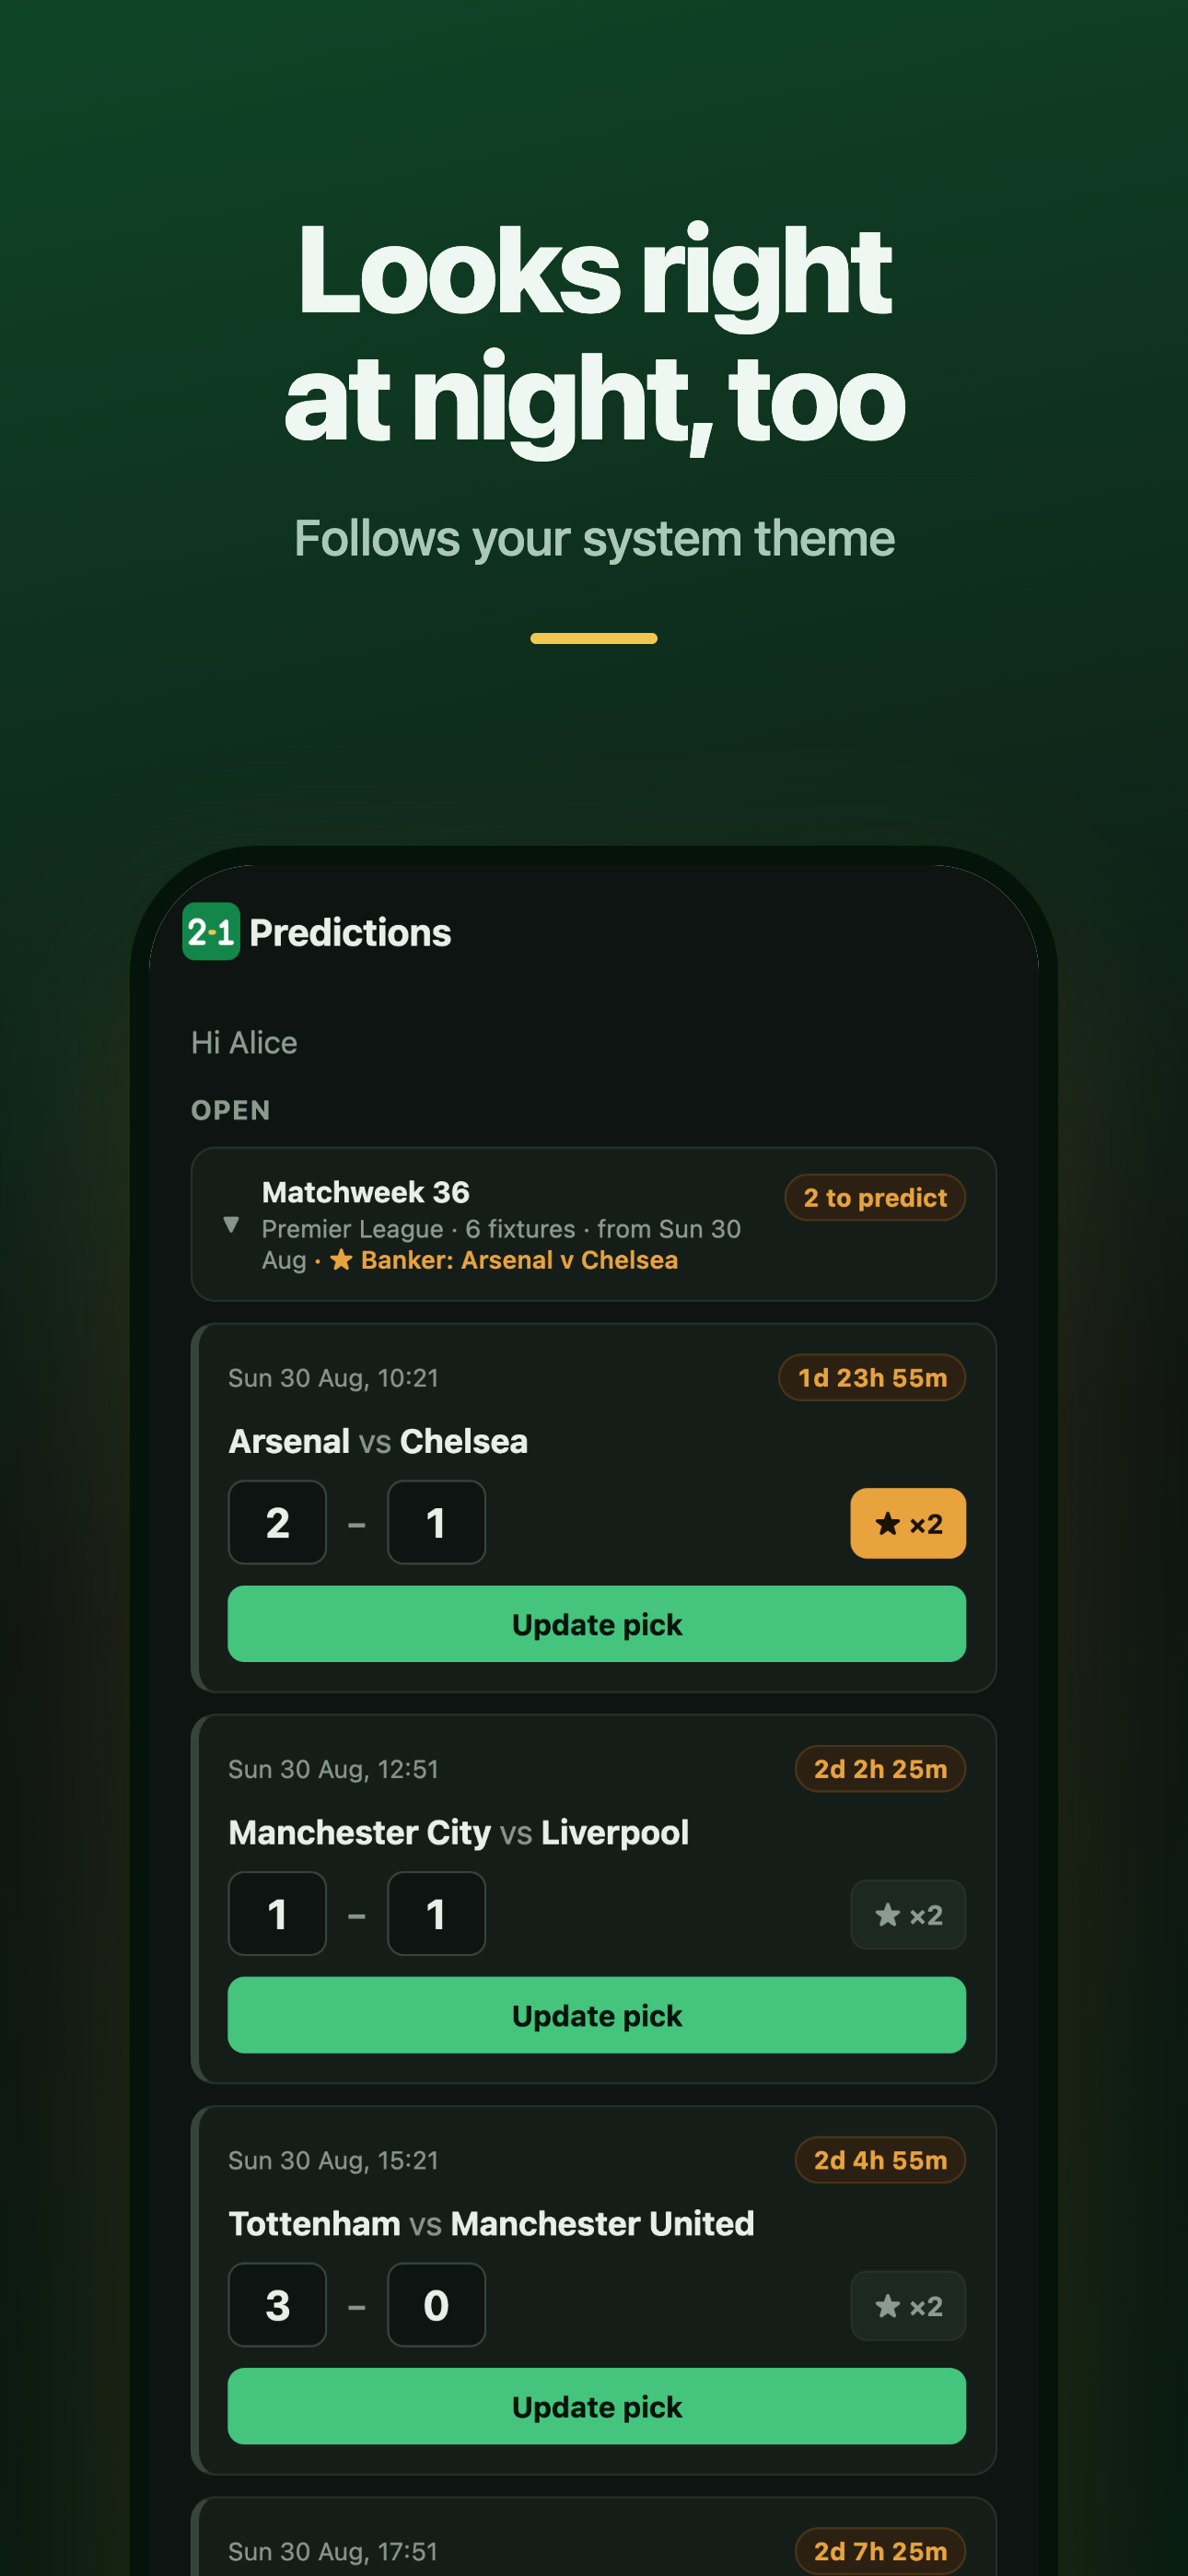 Looks right
at night, too
Follows your system theme
2-1 Predictions
Hi Alice
OPEN
Matchweek 36
2 to predict
Premier League · 6 fixtures · from Sun 30
Aug · ★ Banker: Arsenal v Chelsea
Sun 30 Aug, 10:21
1d 23h 55m
Arsenal vs Chelsea
2 – 1
★ ×2
Update pick
Sun 30 Aug, 12:51
2d 2h 25m
Manchester City vs Liverpool
1 – 1
★ ×2
Update pick
Sun 30 Aug, 15:21
2d 4h 55m
Tottenham vs Manchester United
3 – 0
★ ×2
Update pick
Sun 30 Aug, 17:51
2d 7h 25m